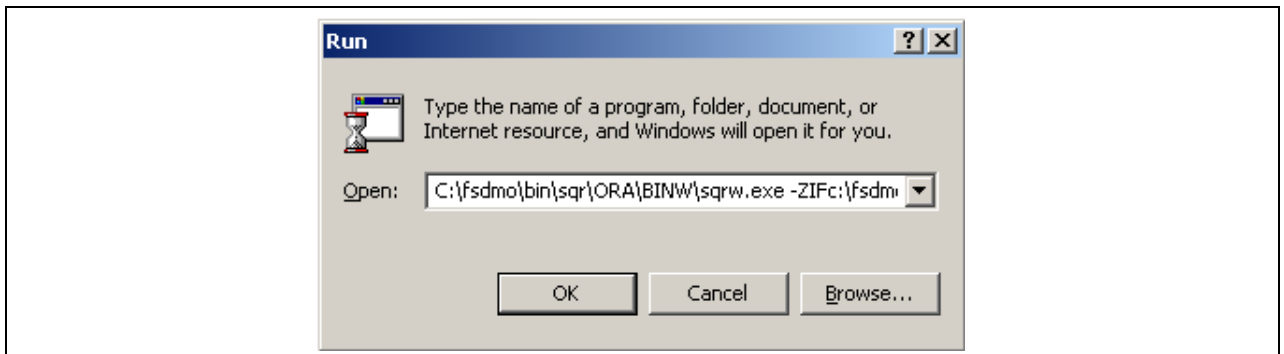 Run
Type the name of a program, folder, document, or
Internet resource, and Windows will open it for you.
Open: C:\fsdmo\bin\sqr\ORA\BINW\sqrw.exe -ZIFc:\fsdm
OK Cancel Browse...